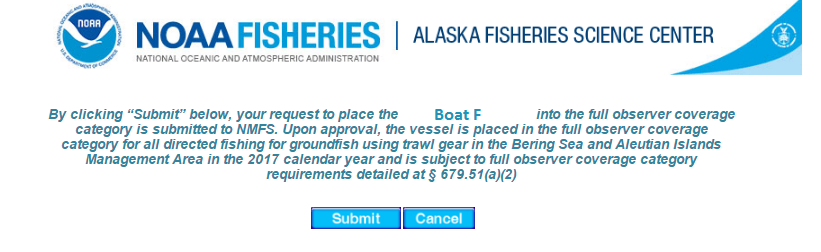 NOAA
NOAA FISHERIES
NATIONAL OCEANIC AND ATMOSPHERIC ADMINISTRATION
ALASKA FISHERIES SCIENCE CENTER
By clicking “Submit” below, your request to place the Boat F into the full observer coverage
category is submitted to NMFS. Upon approval, the vessel is placed in the full observer coverage
category for all directed fishing for groundfish using trawl gear in the Bering Sea and Aleutian Islands
Management Area in the 2017 calendar year and is subject to full observer coverage category
requirements detailed at § 679.51(a)(2)
Submit Cancel